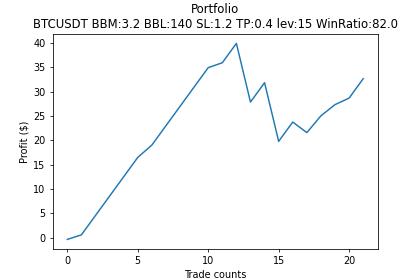 Portfolio
BTCUSDT BBM:3.2 BBL:140 SL:1.2 TP:0.4 lev:15 WinRatio:82.0
40
35
30
25
20
15
10
5
0
Profit ($)
0 5 10 15 20
Trade counts